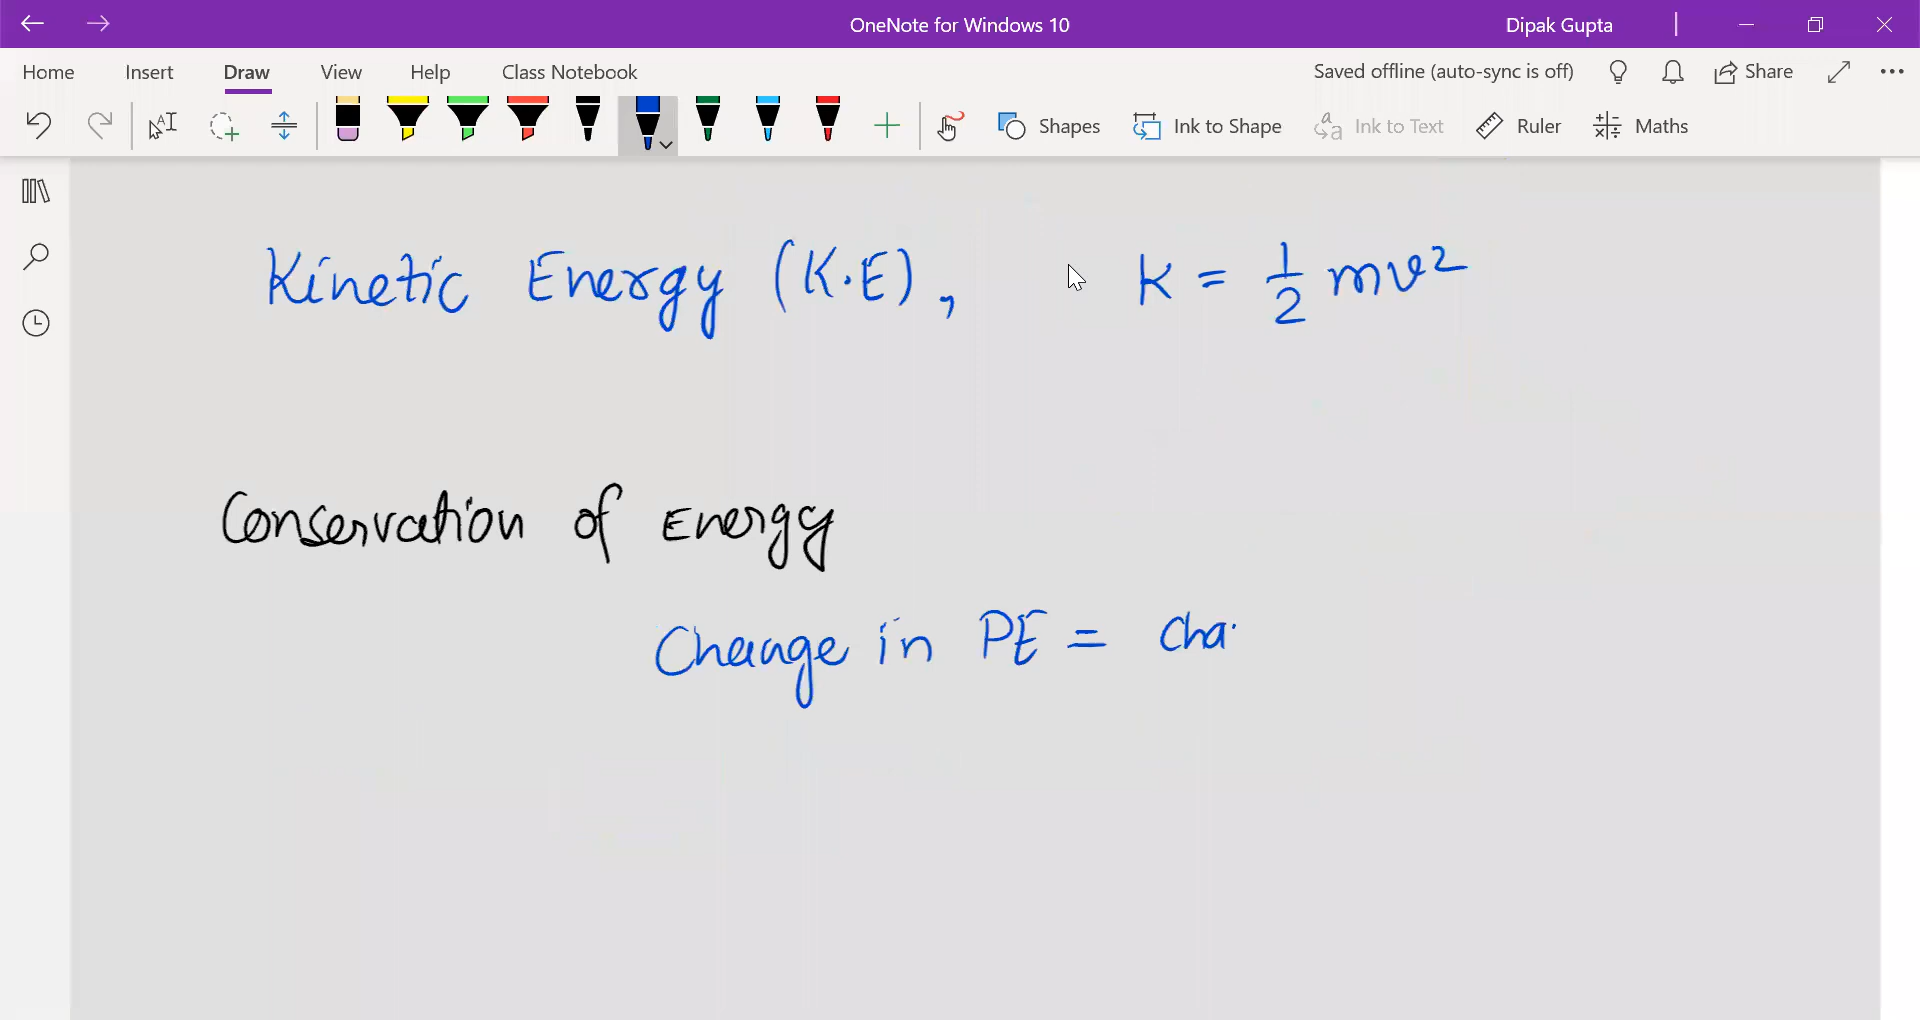 OneNote for Windows 10 Dipak Gupta
Home Insert Draw View Help Class Notebook Saved offline (auto-sync is off) Share
Shapes Ink to Shape Ink to Text Ruler Maths
Kinetic Energy (K.E), K = 1/2 mv²
Conservation of Energy
Change in PE = cha